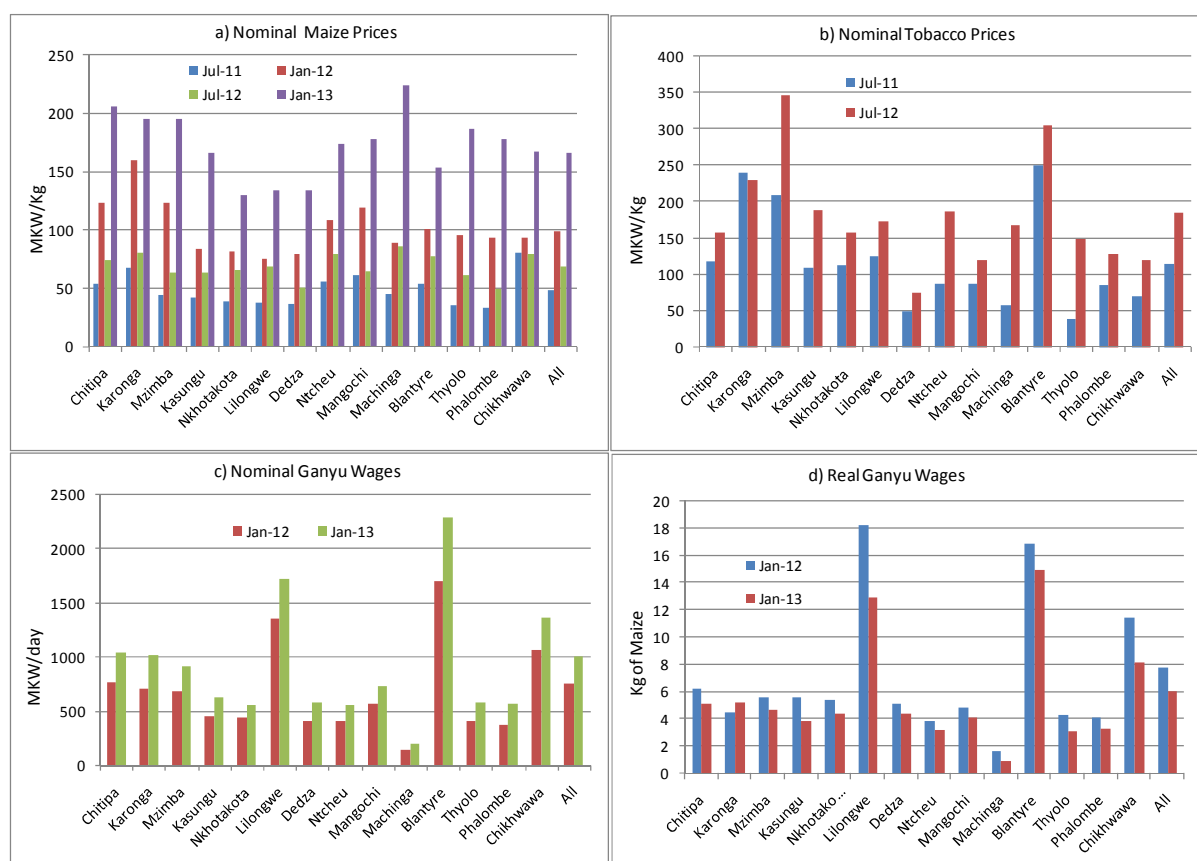 a) Nominal Maize Prices
Jul-11 Jan-12
Jul-12 Jan-13
MKW/Kg
250
200
150
100
50
0
Chitipa Karonga Mzimba Kasungu Nkhotakota Lilongwe Dedza Ntcheu Mangochi Machinga Blantyre Thyolo Phalombe Chikhwawa All
b) Nominal Tobacco Prices
Jul-11
Jul-12
MKW/Kg
400
350
300
250
200
150
100
50
0
Chitipa Karonga Mzimba Kasungu Nkhotakota Lilongwe Dedza Ntcheu Mangochi Machinga Blantyre Thyolo Phalombe Chikhwawa All
c) Nominal Ganyu Wages
Jan-12 Jan-13
MKW/day
2500
2000
1500
1000
500
0
Chitipa Karonga Mzimba Kasungu Nkhotakota Lilongwe Dedza Ntcheu Mangochi Machinga Blantyre Thyolo Phalombe Chikhwawa All
d) Real Ganyu Wages
Jan-12
Jan-13
Kg of Maize
20
18
16
14
12
10
8
6
4
2
0
Chitipa Karonga Mzimba Kasungu Nkhotako... Lilongwe Dedza Ntcheu Mangochi Machinga Blantyre Thyolo Phalombe Chikhwawa All